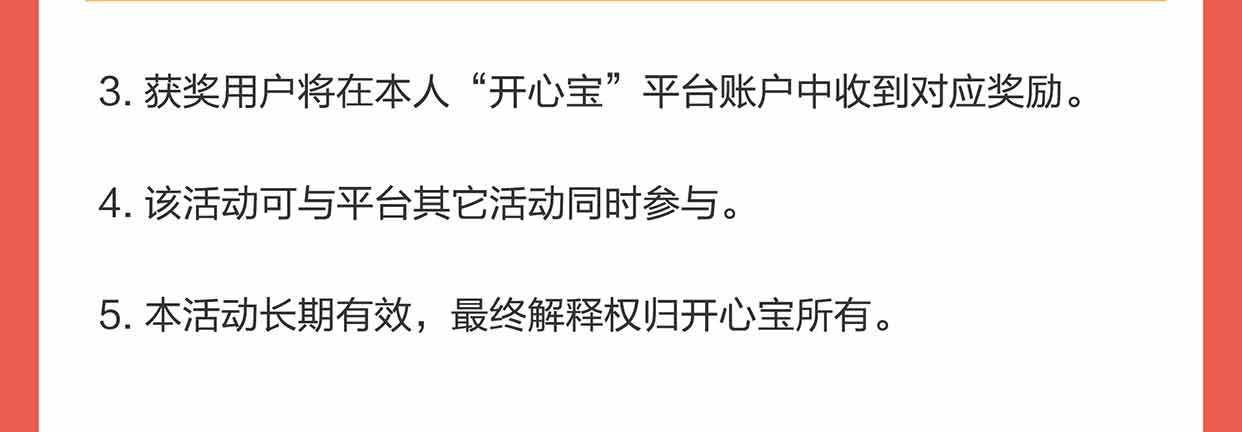 3. 获奖用户将在本人“开心宝”平台账户中收到对应奖励。
4. 该活动可与平台其它活动同时参与。
5. 本活动长期有效，最终解释权归开心宝所有。